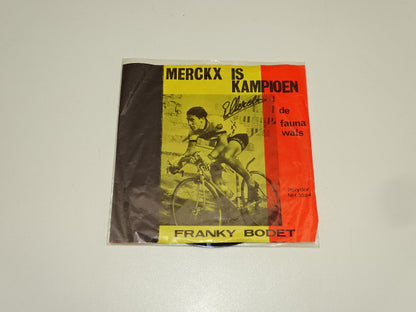 MERCKX IS
KAMPIOEN
de
fauna
wals
FRANKY BODET